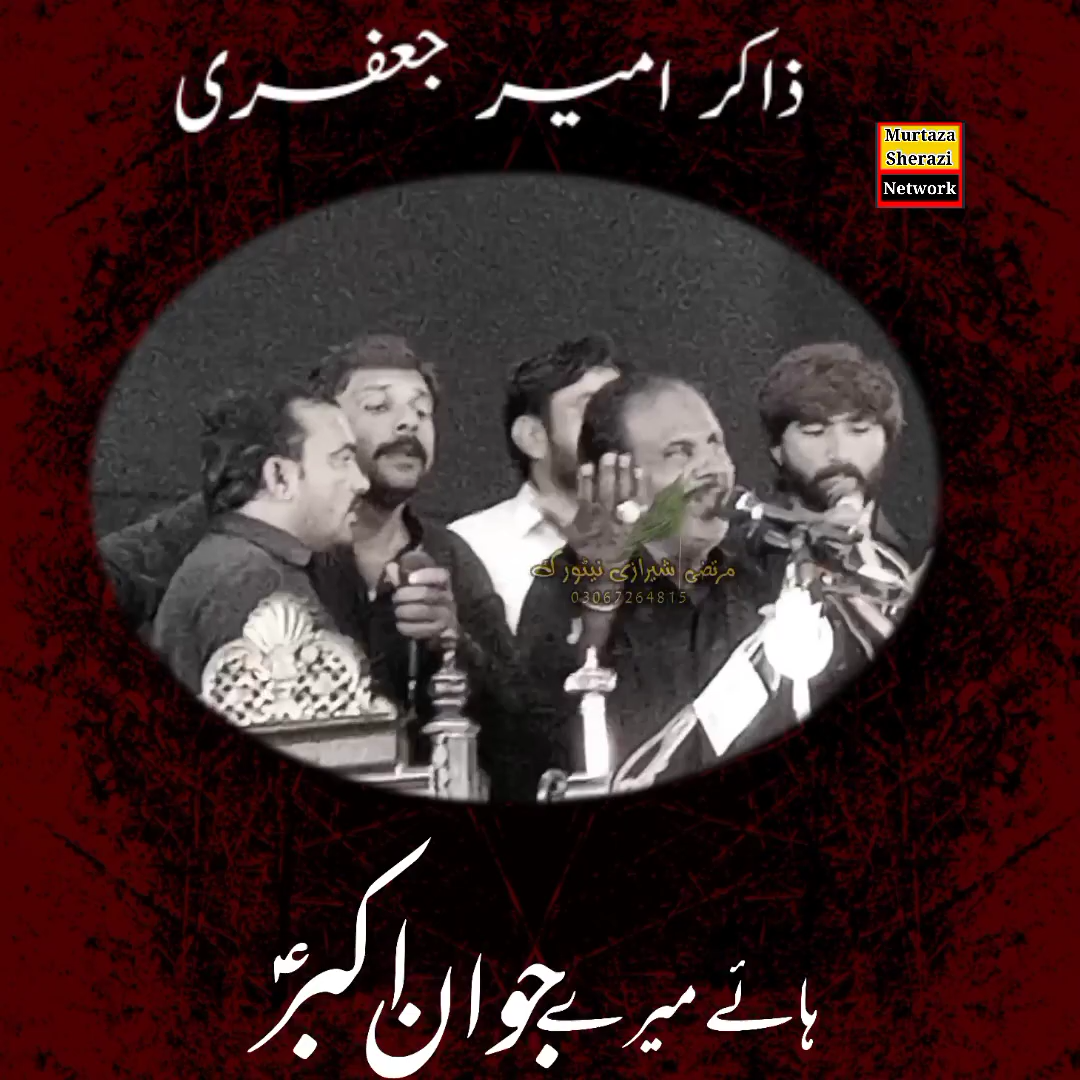 ذاکر امیر جعفری
Murtaza
Sherazi
Network
مرتضی شیرازی نیٹورک
03067264815
ہائے میرے جوان اکبرؑ